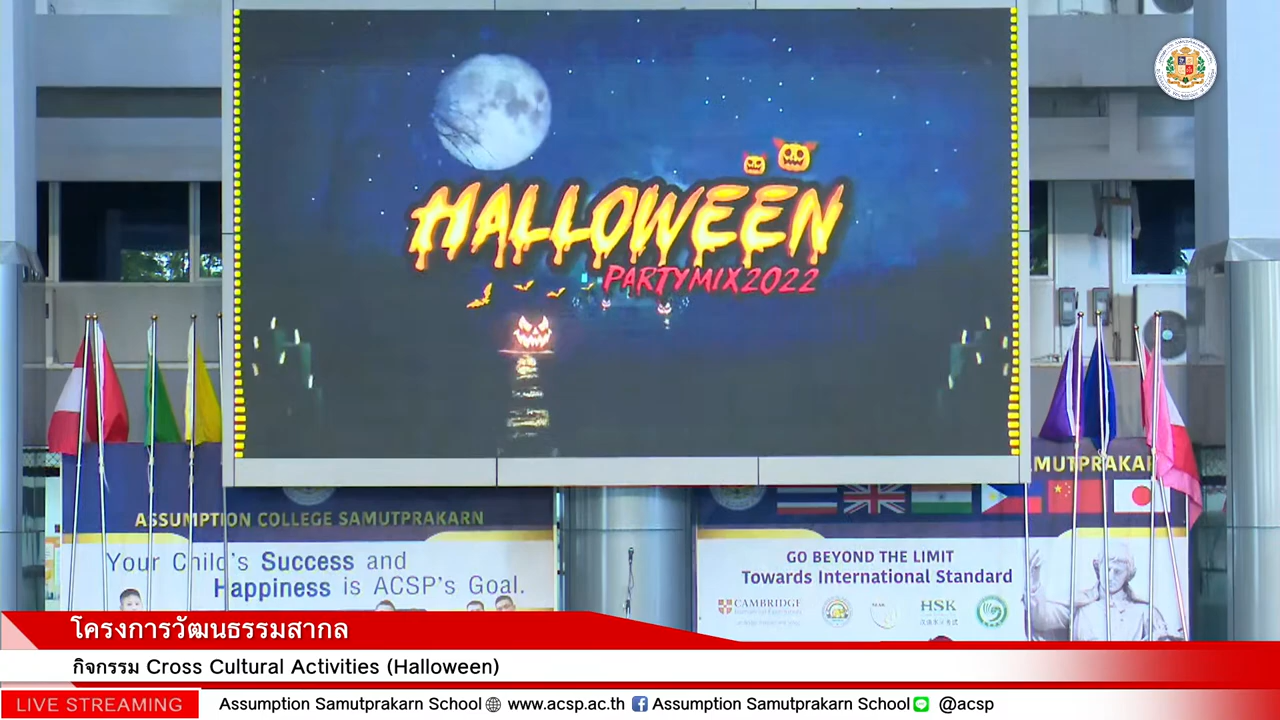 HALLOWEEN
PARTYMIX2022
ASSUMPTION COLLEGE SAMUTPRAKARN
Your Child's Success and
Happiness is ACSP's Goal.
AMUTPRAKA
GO BEYOND THE LIMIT
Towards International Standard
CAMBRIDGE
HSK
โครงการวัฒนธรรมสากล
กิจกรรม Cross Cultural Activities (Halloween)
LIVE STREAMING
Assumption Samutprakarn School www.acsp.ac.th Assumption Samutprakarn School @acsp